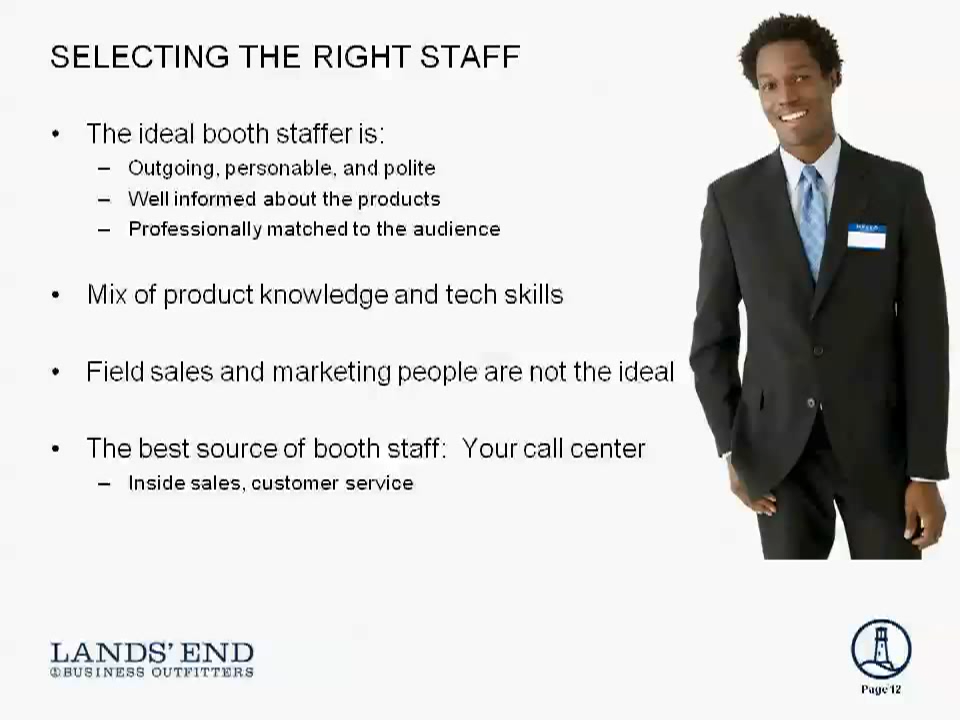 SELECTING THE RIGHT STAFF
• The ideal booth staffer is:
– Outgoing, personable, and polite
– Well informed about the products
– Professionally matched to the audience
• Mix of product knowledge and tech skills
• Field sales and marketing people are not the ideal
• The best source of booth staff: Your call center
– Inside sales, customer service
HELLO
LANDS' END
BUSINESS OUTFITTERS
Page 12